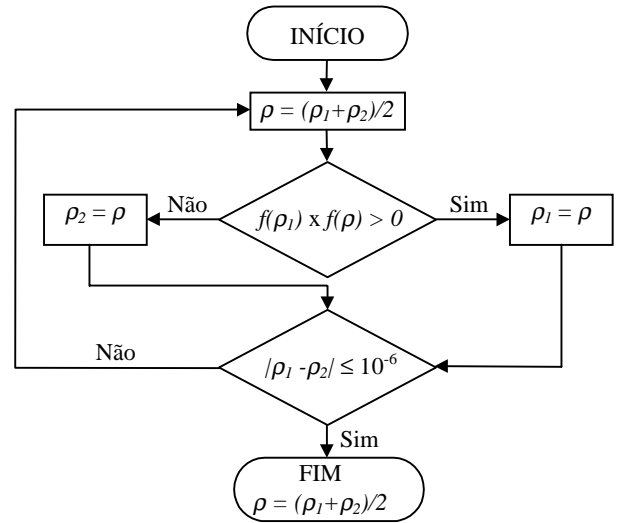 INÍCIO
ρ = (ρ₁+ρ₂)/2
Não
Sim
ρ₂ = ρ
f(ρ₁) x f(ρ) > 0
ρ₁ = ρ
Não
|ρ₁ -ρ₂| ≤ 10⁻⁶
Sim
FIM
ρ = (ρ₁+ρ₂)/2